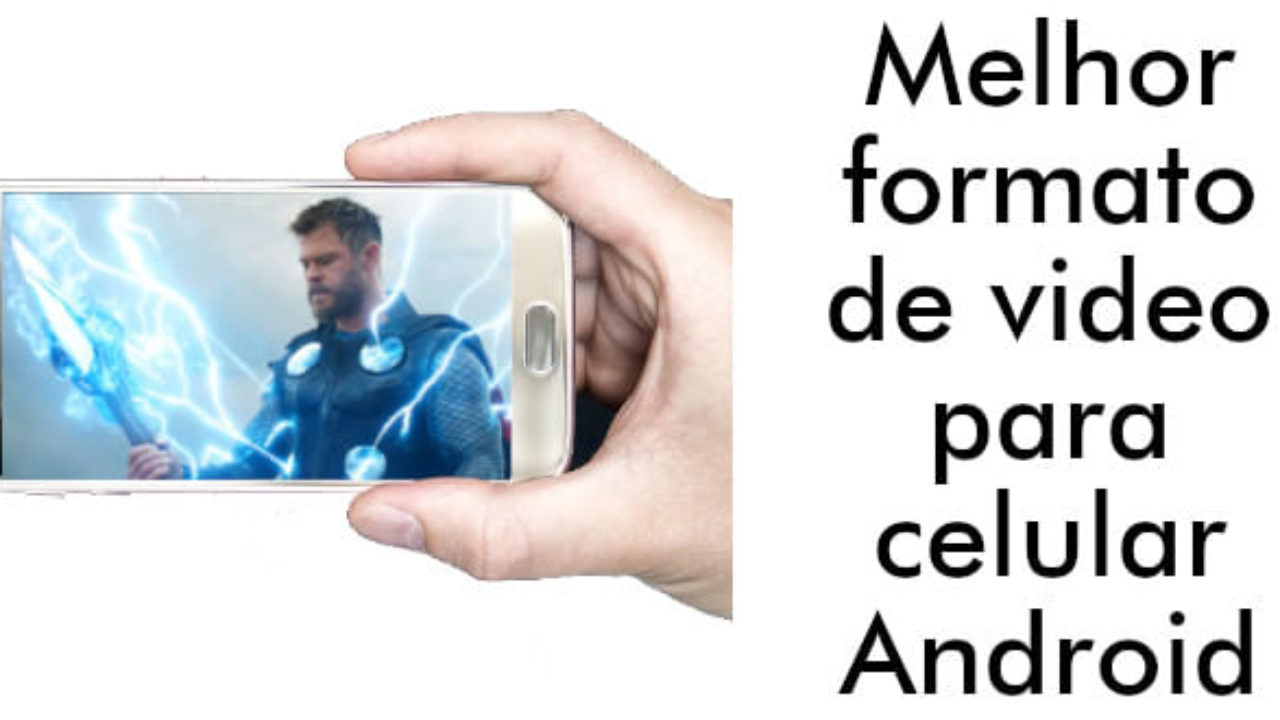 Melhor
formato
de video
para
celular
Android